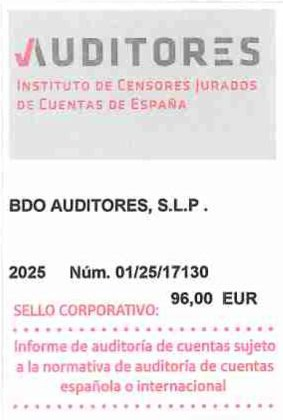 AUDITORES
INSTITUTO DE CENSORES JURADOS
DE CUENTAS DE ESPAÑA
BDO AUDITORES, S.L.P .
2025 Núm. 01/25/17130
96,00 EUR
SELLO CORPORATIVO:
Informe de auditoría de cuentas sujeto
a la normativa de auditoría de cuentas
española o internacional